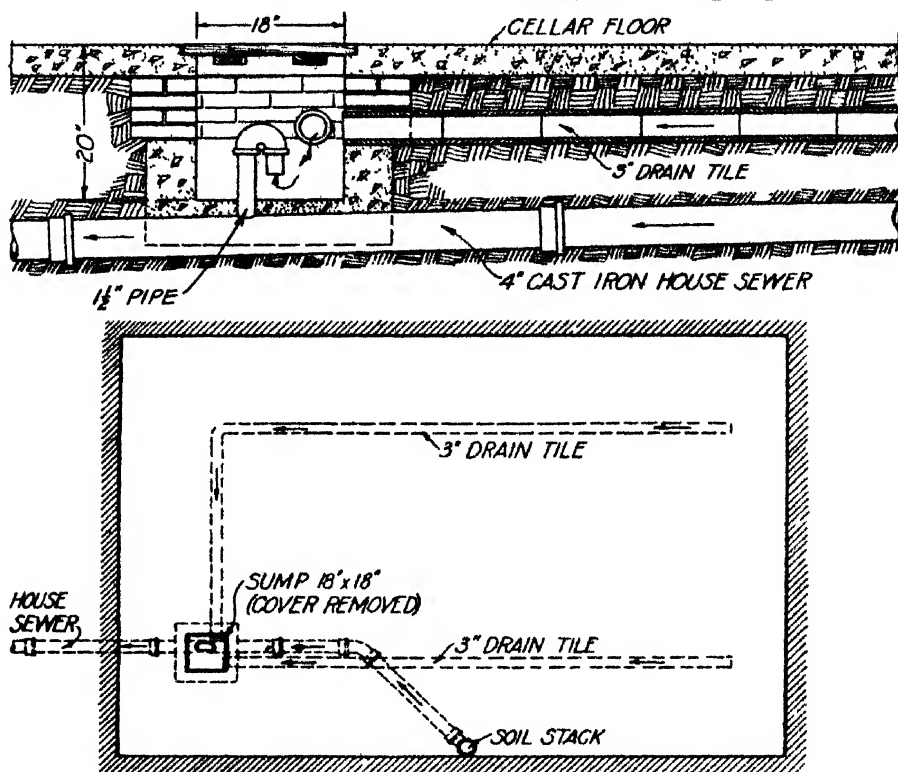 18"
CELLAR FLOOR
20"
3" DRAIN TILE
1½" PIPE
4" CAST IRON HOUSE SEWER
3" DRAIN TILE
SUMP 18"x18"
(COVER REMOVED)
HOUSE
SEWER
3" DRAIN TILE
SOIL STACK